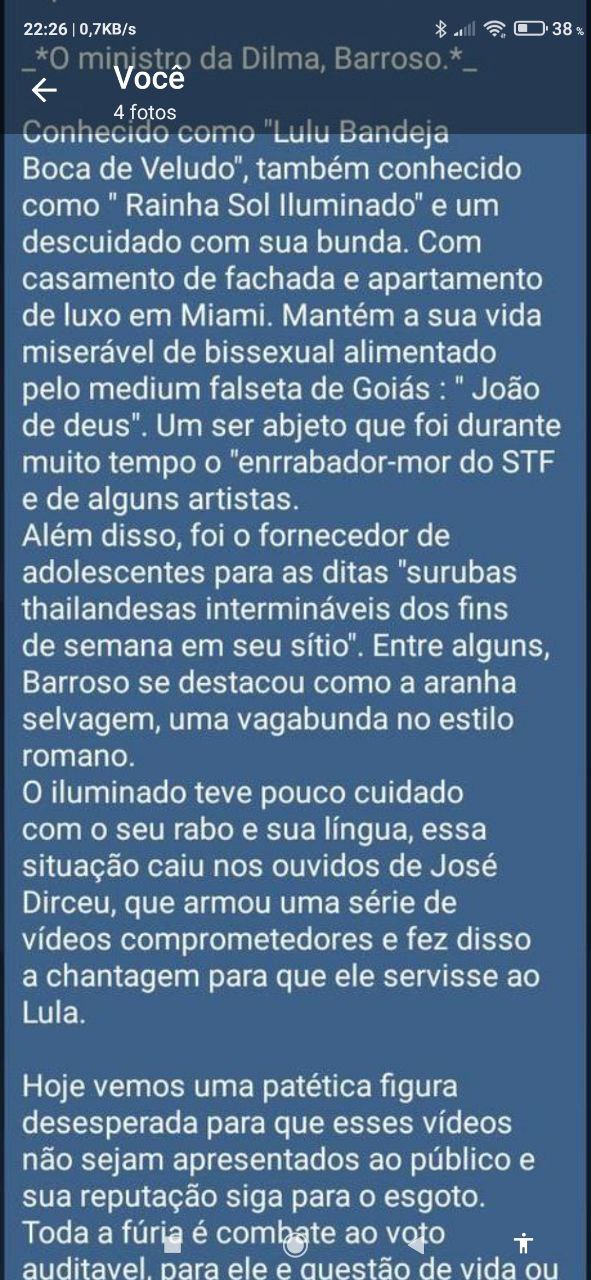 22:26 | 0,7KB/s
38 %
_*O ministro da Dilma, Barroso.*_
Você
4 fotos
Conhecido como "Lulu Bandeja
Boca de Veludo", também conhecido
como " Rainha Sol Iluminado" e um
descuidado com sua bunda. Com
casamento de fachada e apartamento
de luxo em Miami. Mantém a sua vida
miserável de bissexual alimentado
pelo medium falseta de Goiás : " João
de deus". Um ser abjeto que foi durante
muito tempo o "enrrabador-mor do STF
e de alguns artistas.
Além disso, foi o fornecedor de
adolescentes para as ditas "surubas
thailandesas intermináveis dos fins
de semana em seu sítio". Entre alguns,
Barroso se destacou como a aranha
selvagem, uma vagabunda no estilo
romano.
O iluminado teve pouco cuidado
com o seu rabo e sua língua, essa
situação caiu nos ouvidos de José
Dirceu, que armou uma série de
vídeos comprometedores e fez disso
a chantagem para que ele servisse ao
Lula.
Hoje vemos uma patética figura
desesperada para que esses vídeos
não sejam apresentados ao público e
sua reputação siga para o esgoto.
Toda a fúria é combate ao voto
auditavel, para ele e questão de vida ou